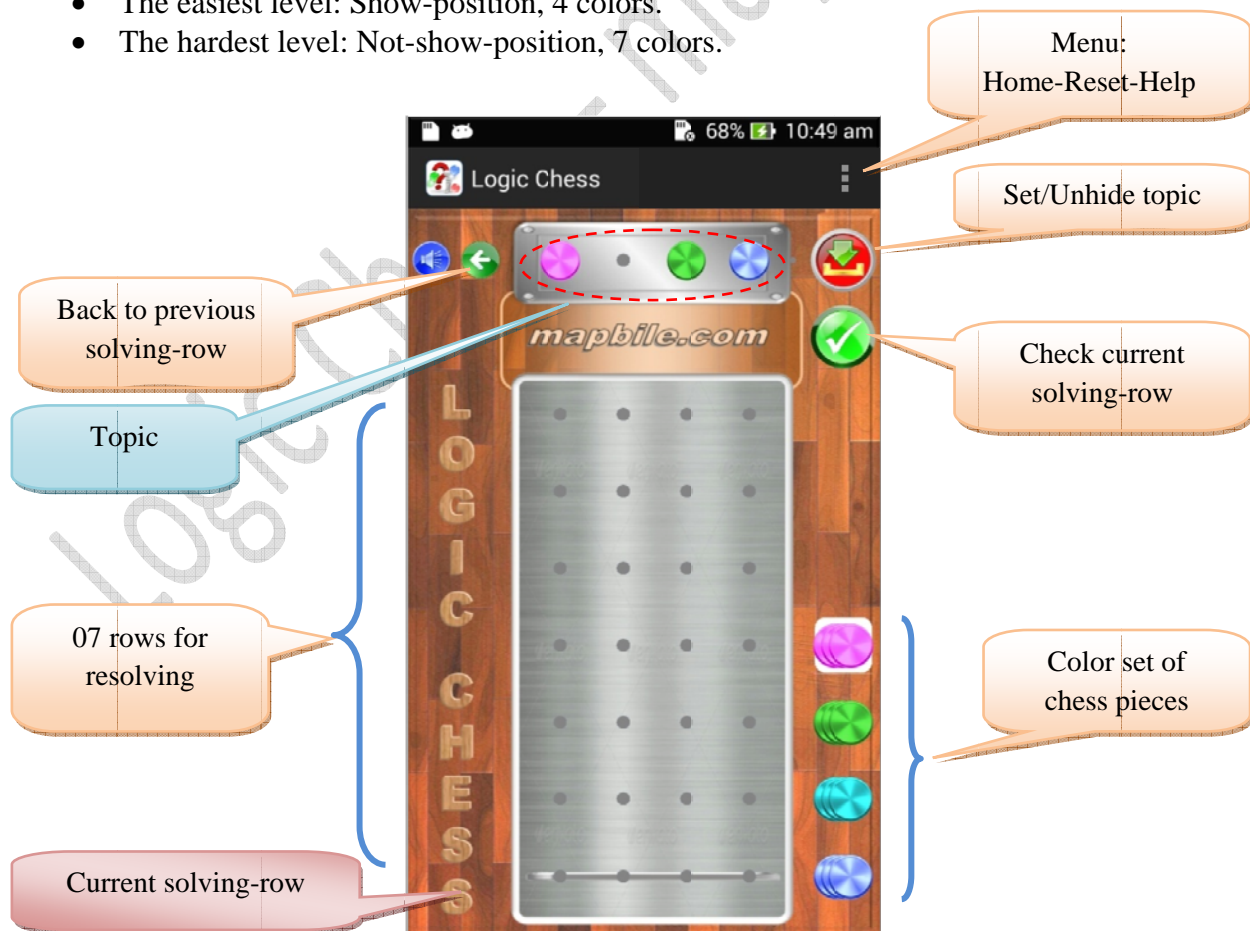 • The easiest level: Show-position, 4 colors.
• The hardest level: Not-show-position, 7 colors.
Menu:
Home-Reset-Help
68% 10:49 am
Logic Chess
Set/Unhide topic
Back to previous
solving-row
mapbile.com
Check current
solving-row
Topic
LOGIC CHESS
07 rows for
resolving
Color set of
chess pieces
Current solving-row